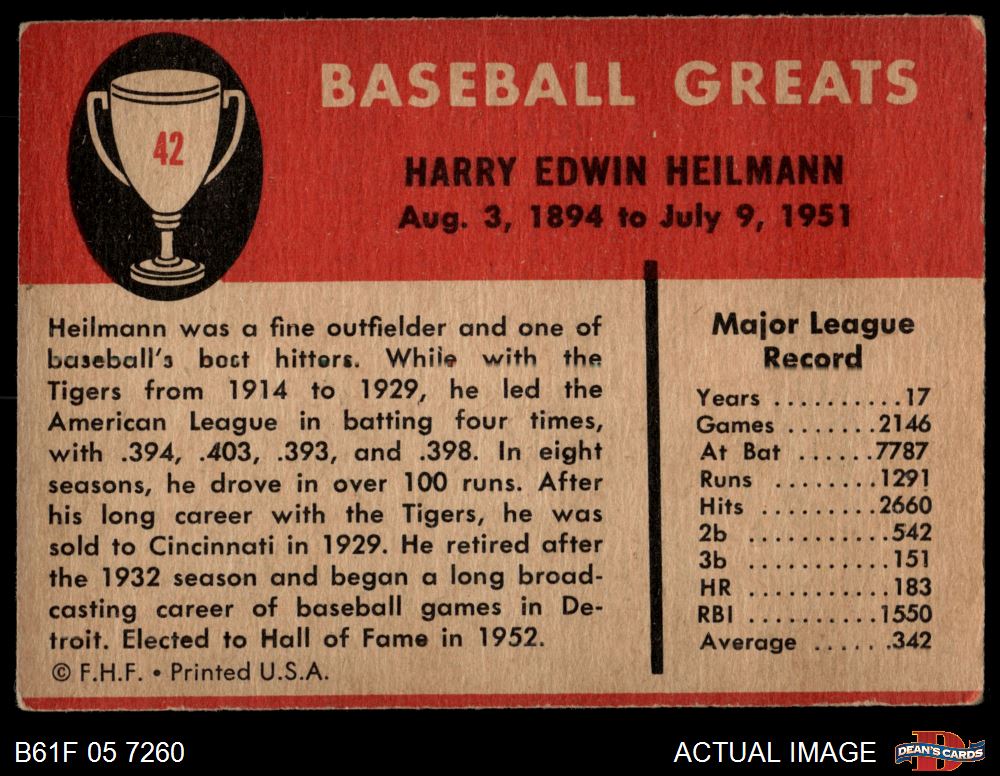 42
BASEBALL GREATS
HARRY EDWIN HEILMANN
Aug. 3, 1894 to July 9, 1951
Heilmann was a fine outfielder and one of
baseball's best hitters. While with the
Tigers from 1914 to 1929, he led the
American League in batting four times,
with .394, .403, .393, and .398. In eight
seasons, he drove in over 100 runs. After
his long career with the Tigers, he was
sold to Cincinnati in 1929. He retired after
the 1932 season and began a long broad-
casting career of baseball games in De-
troit. Elected to Hall of Fame in 1952.
© F.H.F. • Printed U.S.A.
Major League
Record
Years ..........17
Games .......2146
At Bat ......7787
Runs ........1291
Hits .........2660
2b ...........542
3b ...........151
HR ...........183
RBI ..........1550
Average ......342
B61F 05 7260
ACTUAL IMAGE
DEAN'S CARDS